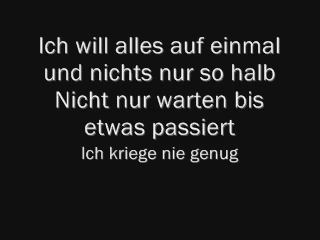 Ich will alles auf einmal
und nichts nur so halb
Nicht nur warten bis
etwas passiert
Ich kriege nie genug